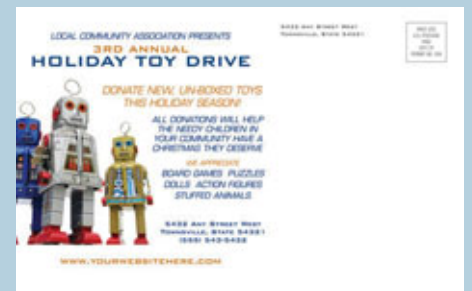 LOCAL COMMUNITY ASSOCIATION PRESENTS
3RD ANNUAL
HOLIDAY TOY DRIVE
DONATE NEW, UN-BOXED TOYS
THIS HOLIDAY SEASON!
ALL DONATIONS WILL HELP
THE NEEDY CHILDREN IN
YOUR COMMUNITY HAVE A
CHRISTMAS THEY DESERVE
WE APPRECIATE
BOARD GAMES PUZZLES
DOLLS ACTION FIGURES
STUFFED ANIMALS.
5432 ANY STREET WEST
TOWNSVILLE, STATE 54321
(555) 543-5432
WWW.YOURWEBSITEHERE.COM
5432 ANY STREET WEST
TOWNSVILLE, STATE 54321